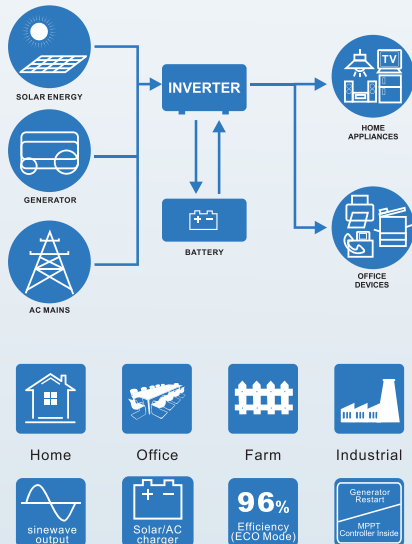 SOLAR ENERGY
INVERTER
TV
HOME
APPLIANCES
GENERATOR
+ -
BATTERY
AC MAINS
OFFICE
DEVICES
Home
Office
Farm
Industrial
sinewave
output
+ -
Solar/AC
charger
96%
Efficiency
(ECO Mode)
Generator
Restart
MPPT
Controller Inside